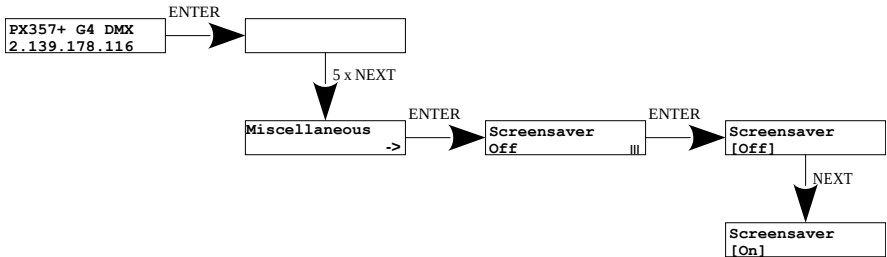 ENTER
PX357+ G4 DMX
2.139.178.116
5 x NEXT
ENTER
ENTER
Miscellaneous
->
Screensaver
Off |||
Screensaver
[Off]
NEXT
Screensaver
[On]